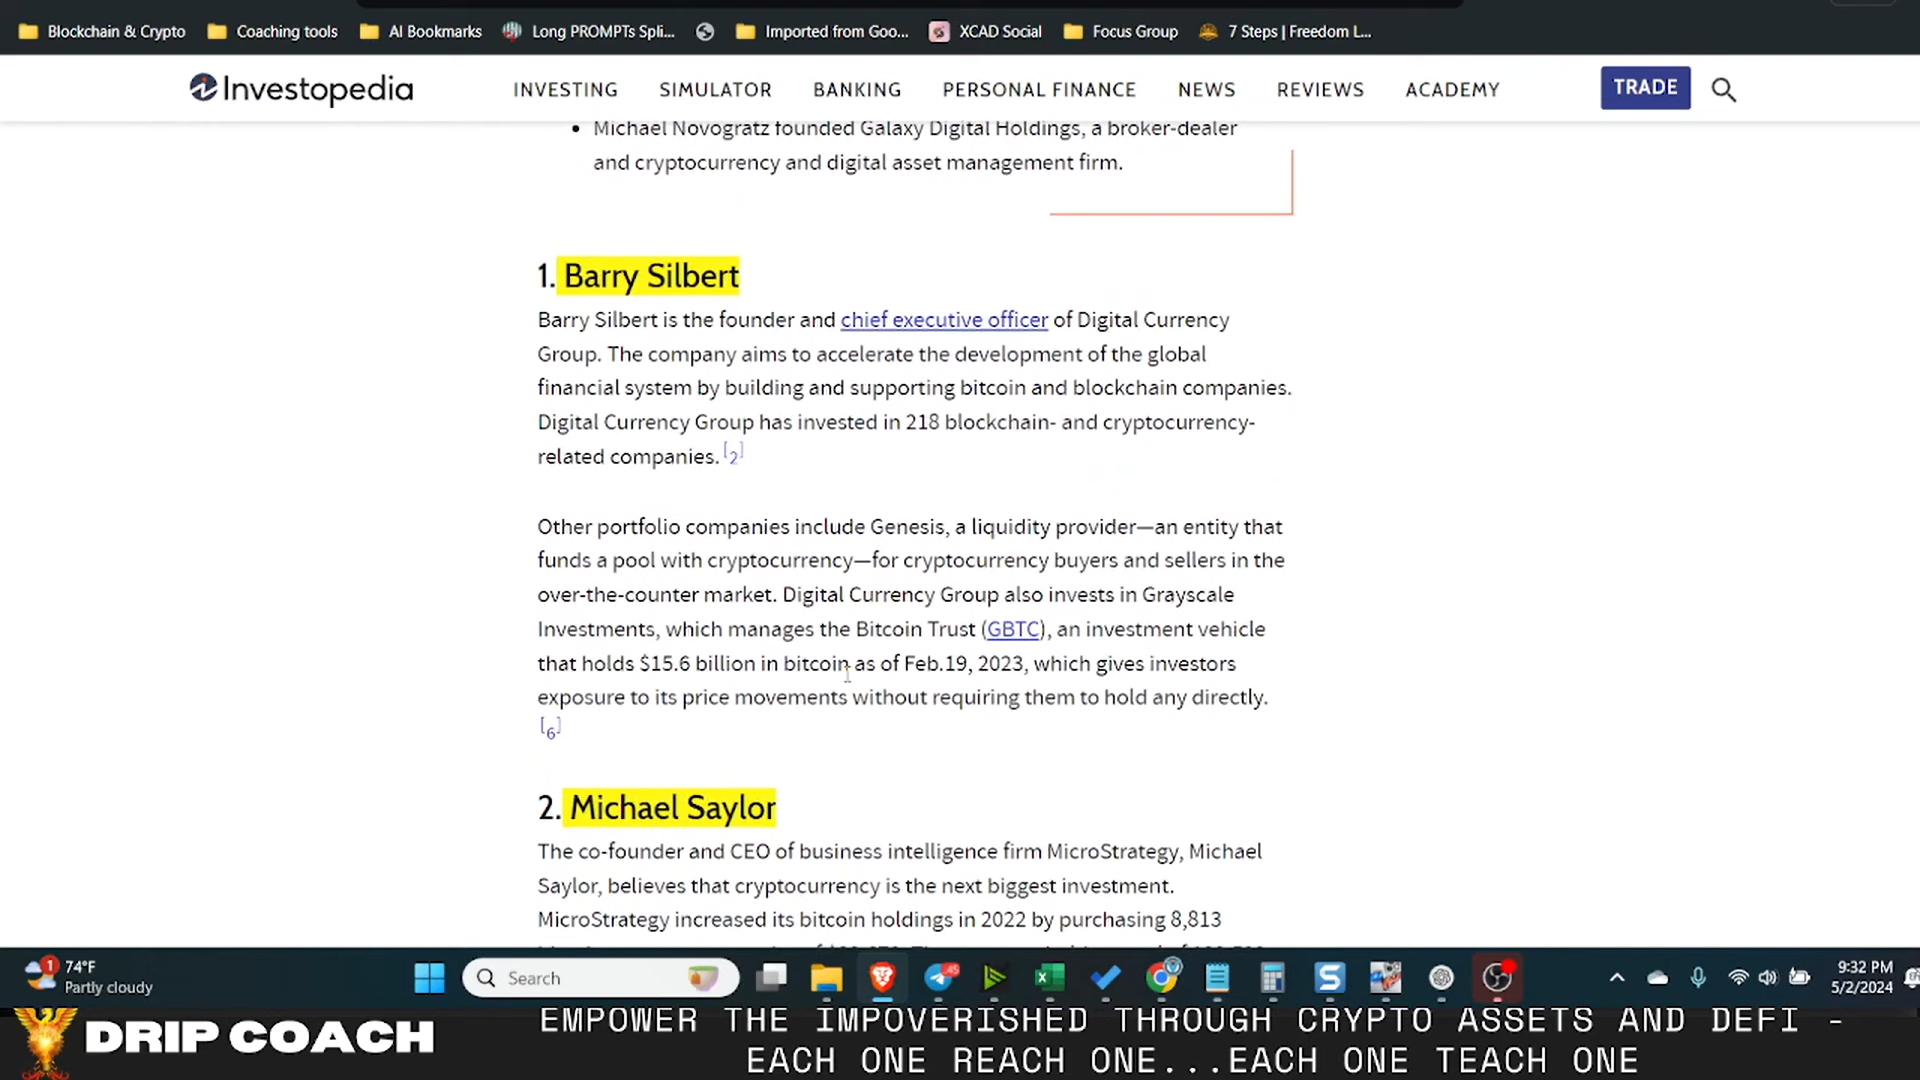 Blockchain & Crypto Coaching tools AI Bookmarks Long PROMPTs Spli... Imported from Goo... XCAD Social Focus Group 7 Steps | Freedom L...
Investopedia INVESTING SIMULATOR BANKING PERSONAL FINANCE NEWS REVIEWS ACADEMY TRADE
• Michael Novogratz founded Galaxy Digital Holdings, a broker-dealer
and cryptocurrency and digital asset management firm.
1. Barry Silbert
Barry Silbert is the founder and chief executive officer of Digital Currency
Group. The company aims to accelerate the development of the global
financial system by building and supporting bitcoin and blockchain companies.
Digital Currency Group has invested in 218 blockchain- and cryptocurrency-
related companies. [2]
Other portfolio companies include Genesis, a liquidity provider—an entity that
funds a pool with cryptocurrency—for cryptocurrency buyers and sellers in the
over-the-counter market. Digital Currency Group also invests in Grayscale
Investments, which manages the Bitcoin Trust (GBTC), an investment vehicle
that holds $15.6 billion in bitcoin as of Feb.19, 2023, which gives investors
exposure to its price movements without requiring them to hold any directly.
[6]
2. Michael Saylor
The co-founder and CEO of business intelligence firm MicroStrategy, Michael
Saylor, believes that cryptocurrency is the next biggest investment.
MicroStrategy increased its bitcoin holdings in 2022 by purchasing 8,813
1 74°F
Partly cloudy
Search
45
9:32 PM
5/2/2024
DRIP COACH
EMPOWER THE IMPOVERISHED THROUGH CRYPTO ASSETS AND DEFI -
EACH ONE REACH ONE...EACH ONE TEACH ONE